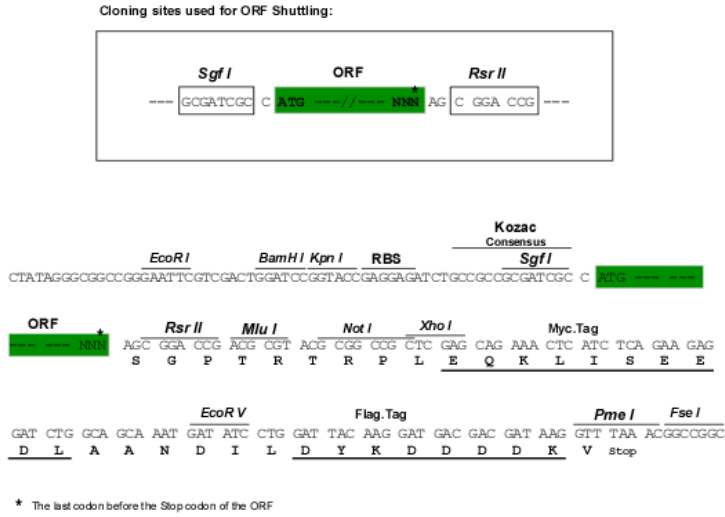 Cloning sites used for ORF Shuttling:
Sgf I ORF Rsr II
*
--- GCGATCGC C ATG ---//--- NNN AG C GGA CCG ---
Kozac
Consensus
EcoR I BamH I Kpn I RBS Sgf I
CTATAGGGCGGCCGGGAATTCGTCGACTGGATCCGGTACCGAGGAGATCTGCCGCCGCGATCGC C ATG --- ---
ORF * Rsr II Mlu I Not I Xho I Myc.Tag
--- --- NNN AGC GGA CCG ACG CGT ACG CGG CCG CTC GAG CAG AAA CTC ATC TCA GAA GAG
S G P T R T R P L E Q K L I S E E
EcoR V Flag.Tag Pme I Fse I
GAT CTG GCA GCA AAT GAT ATC CTG GAT TAC AAG GAT GAC GAC GAT AAG GTT TAA ACGGCCGGC
D L A A N D I L D Y K D D D D K V Stop
* The last codon before the Stop codon of the ORF